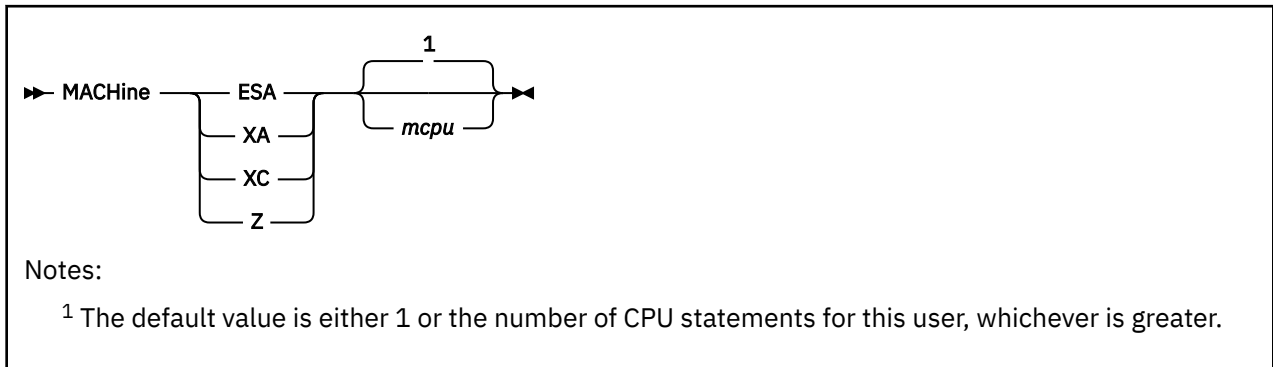 1
MACHine ESA
mcpu
XA
XC
Z
Notes:
1 The default value is either 1 or the number of CPU statements for this user, whichever is greater.